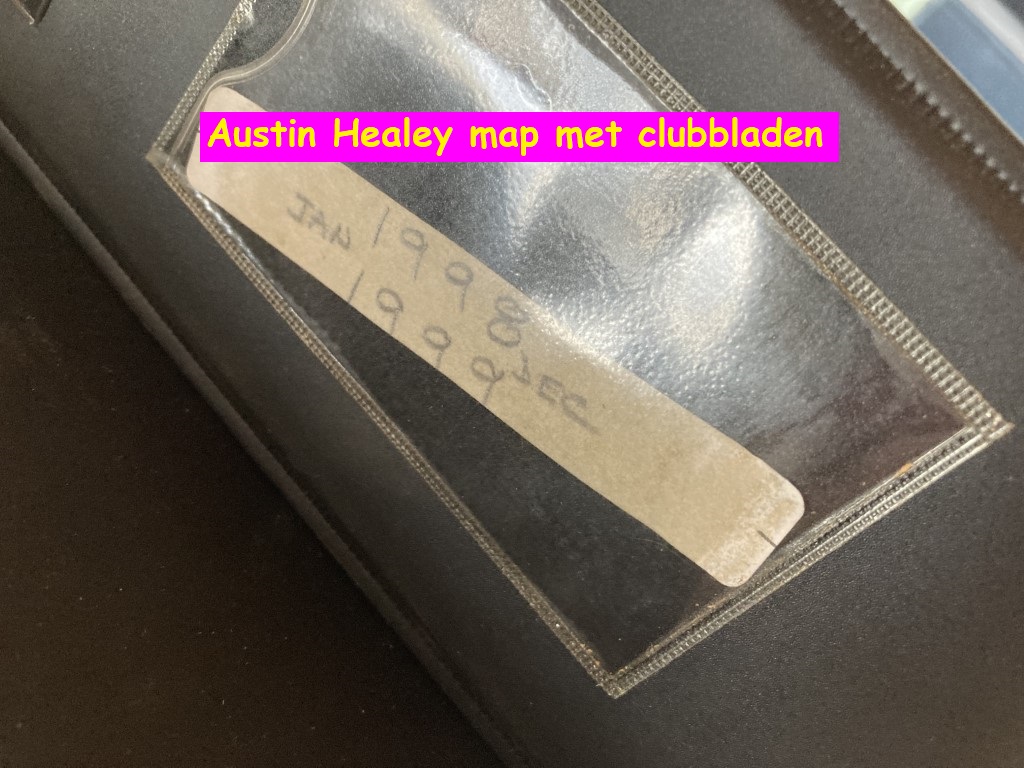 Austin Healey map met clubbladen
JAN 1998
1999 DEC